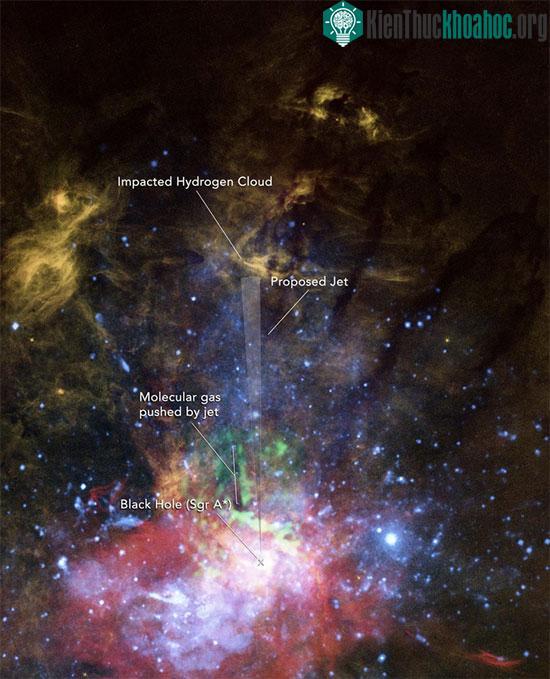 KienThuckhoahoc.org
Impacted Hydrogen Cloud
Proposed Jet
Molecular gas
pushed by jet
Black Hole (Sgr A*)
x